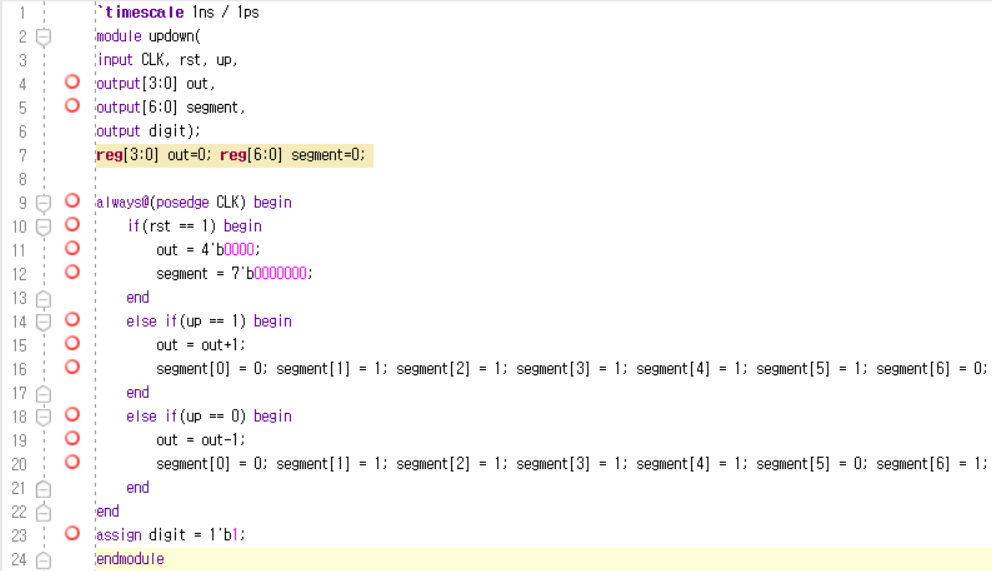 1 `timescale 1ns / 1ps
2 module updown(
3 input CLK, rst, up,
4 output[3:0] out,
5 output[6:0] segment,
6 output digit);
7 reg[3:0] out=0; reg[6:0] segment=0;
8
9 always@(posedge CLK) begin
10 if(rst == 1) begin
11 out = 4'b0000;
12 segment = 7'b0000000;
13 end
14 else if(up == 1) begin
15 out = out+1;
16 segment[0] = 0; segment[1] = 1; segment[2] = 1; segment[3] = 1; segment[4] = 1; segment[5] = 1; segment[6] = 0;
17 end
18 else if(up == 0) begin
19 out = out-1;
20 segment[0] = 0; segment[1] = 1; segment[2] = 1; segment[3] = 1; segment[4] = 1; segment[5] = 0; segment[6] = 1;
21 end
22 end
23 assign digit = 1'b1;
24 endmodule